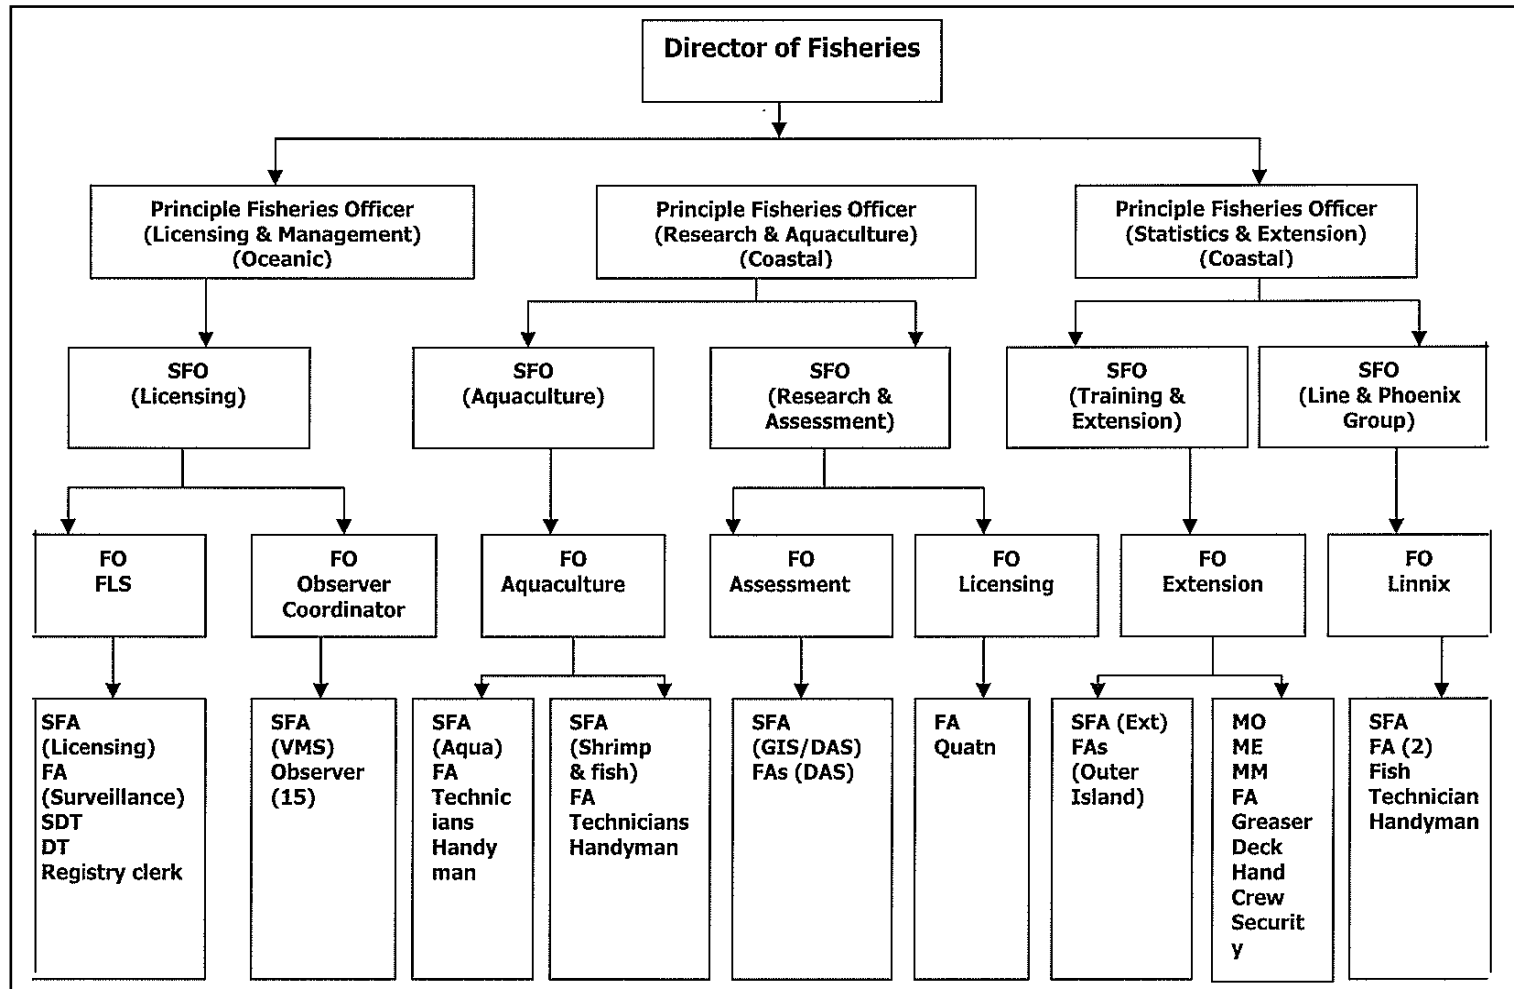 Director of Fisheries
Principle Fisheries Officer
(Licensing & Management)
(Oceanic)
Principle Fisheries Officer
(Research & Aquaculture)
(Coastal)
Principle Fisheries Officer
(Statistics & Extension)
(Coastal)
SFO
(Licensing)
SFO
(Aquaculture)
SFO
(Research &
Assessment)
SFO
(Training &
Extension)
SFO
(Line & Phoenix
Group)
FO
FLS
FO
Observer
Coordinator
FO
Aquaculture
FO
Assessment
FO
Licensing
FO
Extension
FO
Linnix
SFA
(Licensing)
FA
(Surveillance)
SDT
DT
Registry clerk
SFA
(VMS)
Observer
(15)
SFA
(Aqua)
FA
Technic
ians
Handy
man
SFA
(Shrimp
& fish)
FA
Technicians
Handyman
SFA
(GIS/DAS)
FAs (DAS)
FA
Quatn
SFA (Ext)
FAs
(Outer
Island)
MO
ME
MM
FA
Greaser
Deck
Hand
Crew
Securit
y
SFA
FA (2)
Fish
Technician
Handyman